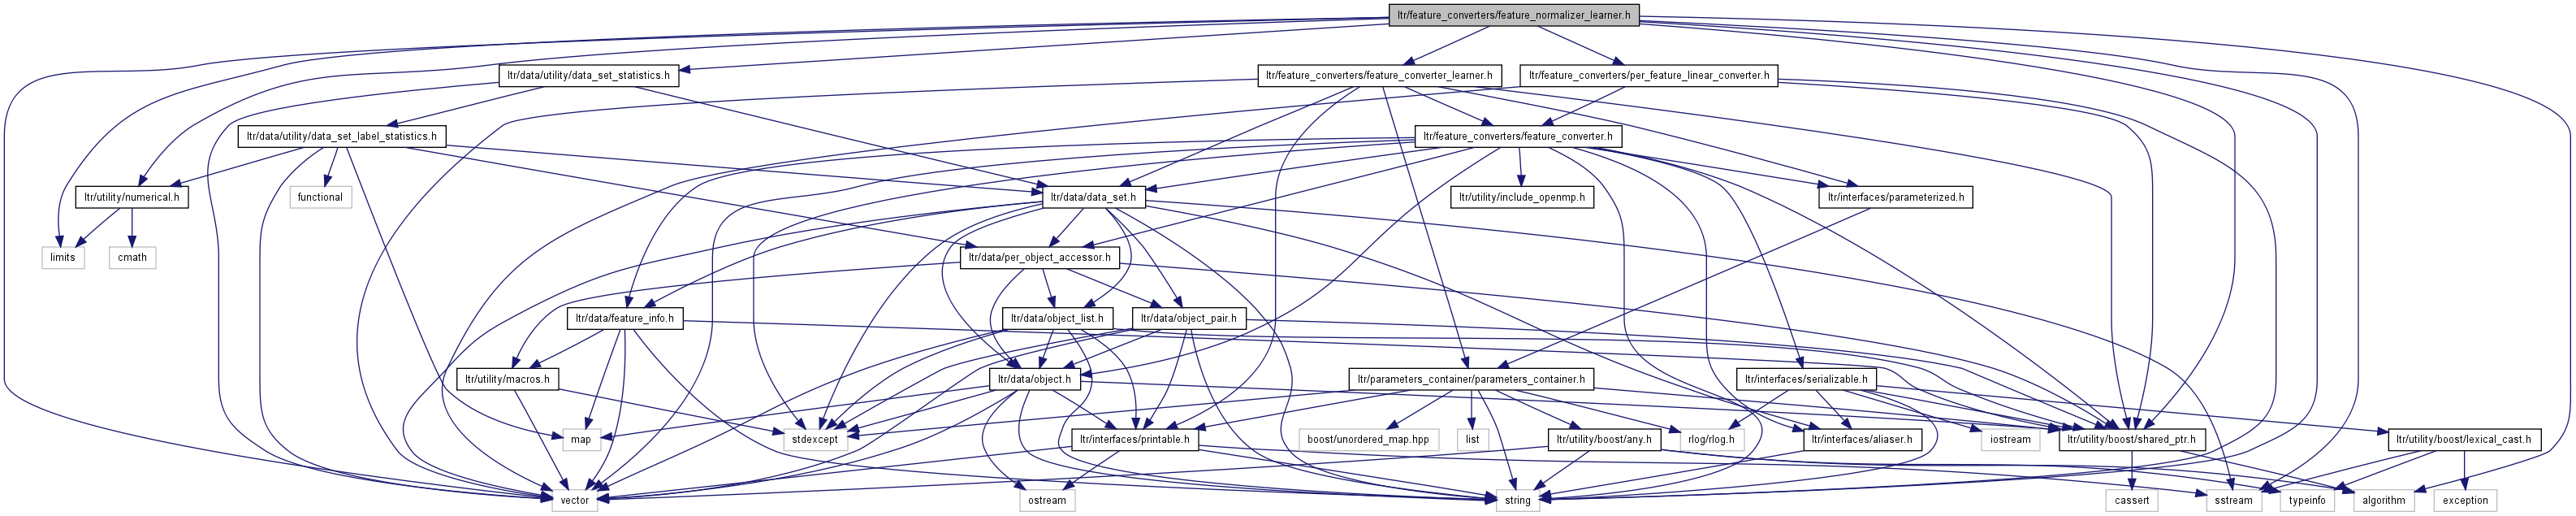 ltr/feature_converters/feature_normalizer_learner.h
ltr/data/utility/data_set_statistics.h
ltr/feature_converters/feature_converter_learner.h
ltr/feature_converters/per_feature_linear_converter.h
ltr/data/utility/data_set_label_statistics.h
ltr/feature_converters/feature_converter.h
ltr/utility/numerical.h
functional
ltr/data/data_set.h
ltr/utility/include_openmp.h
ltr/interfaces/parameterized.h
limits
cmath
ltr/data/per_object_accessor.h
ltr/data/feature_info.h
ltr/data/object_list.h
ltr/data/object_pair.h
ltr/utility/macros.h
ltr/data/object.h
ltr/parameters_container/parameters_container.h
ltr/interfaces/serializable.h
map
stdexcept
ltr/interfaces/printable.h
boost/unordered_map.hpp
list
ltr/utility/boost/any.h
rlog/rlog.h
ltr/interfaces/aliaser.h
iostream
ltr/utility/boost/shared_ptr.h
ltr/utility/boost/lexical_cast.h
vector
ostream
string
cassert
sstream
typeinfo
algorithm
exception